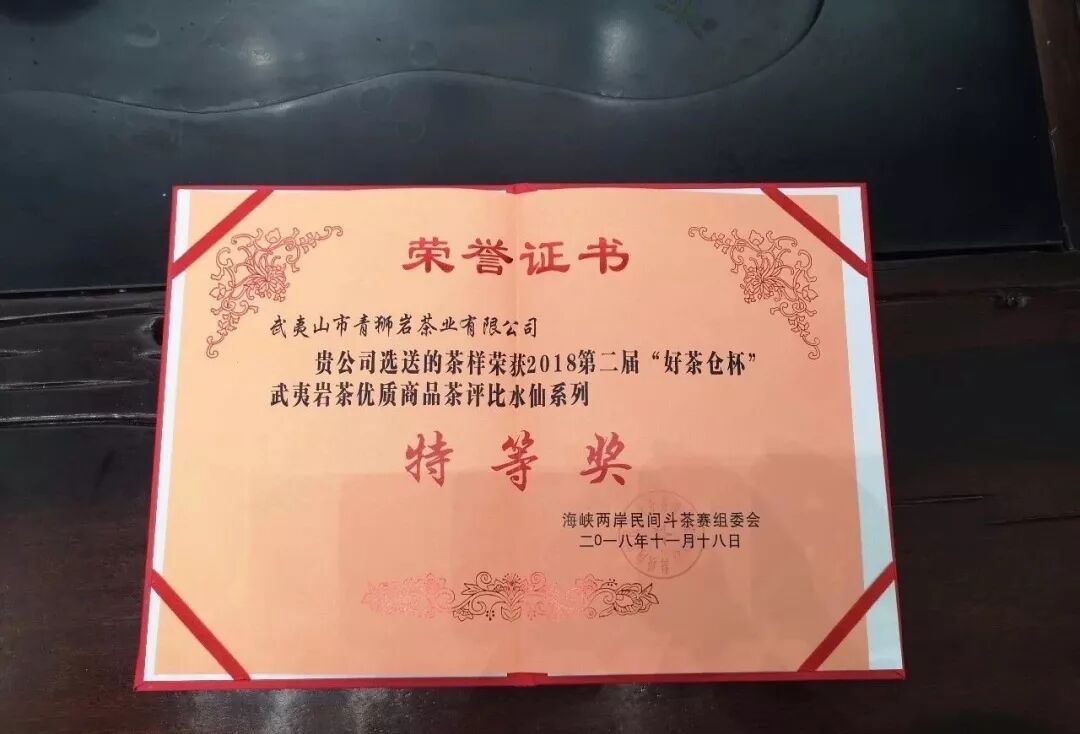 荣誉证书
武夷山市青狮岩茶业有限公司
贵公司选送的茶样荣获2018第二届“好茶仓杯”
武夷岩茶优质商品茶评比水仙系列
特等奖
海峡两岸民间斗茶赛组委会
二0一八年十一月十八日